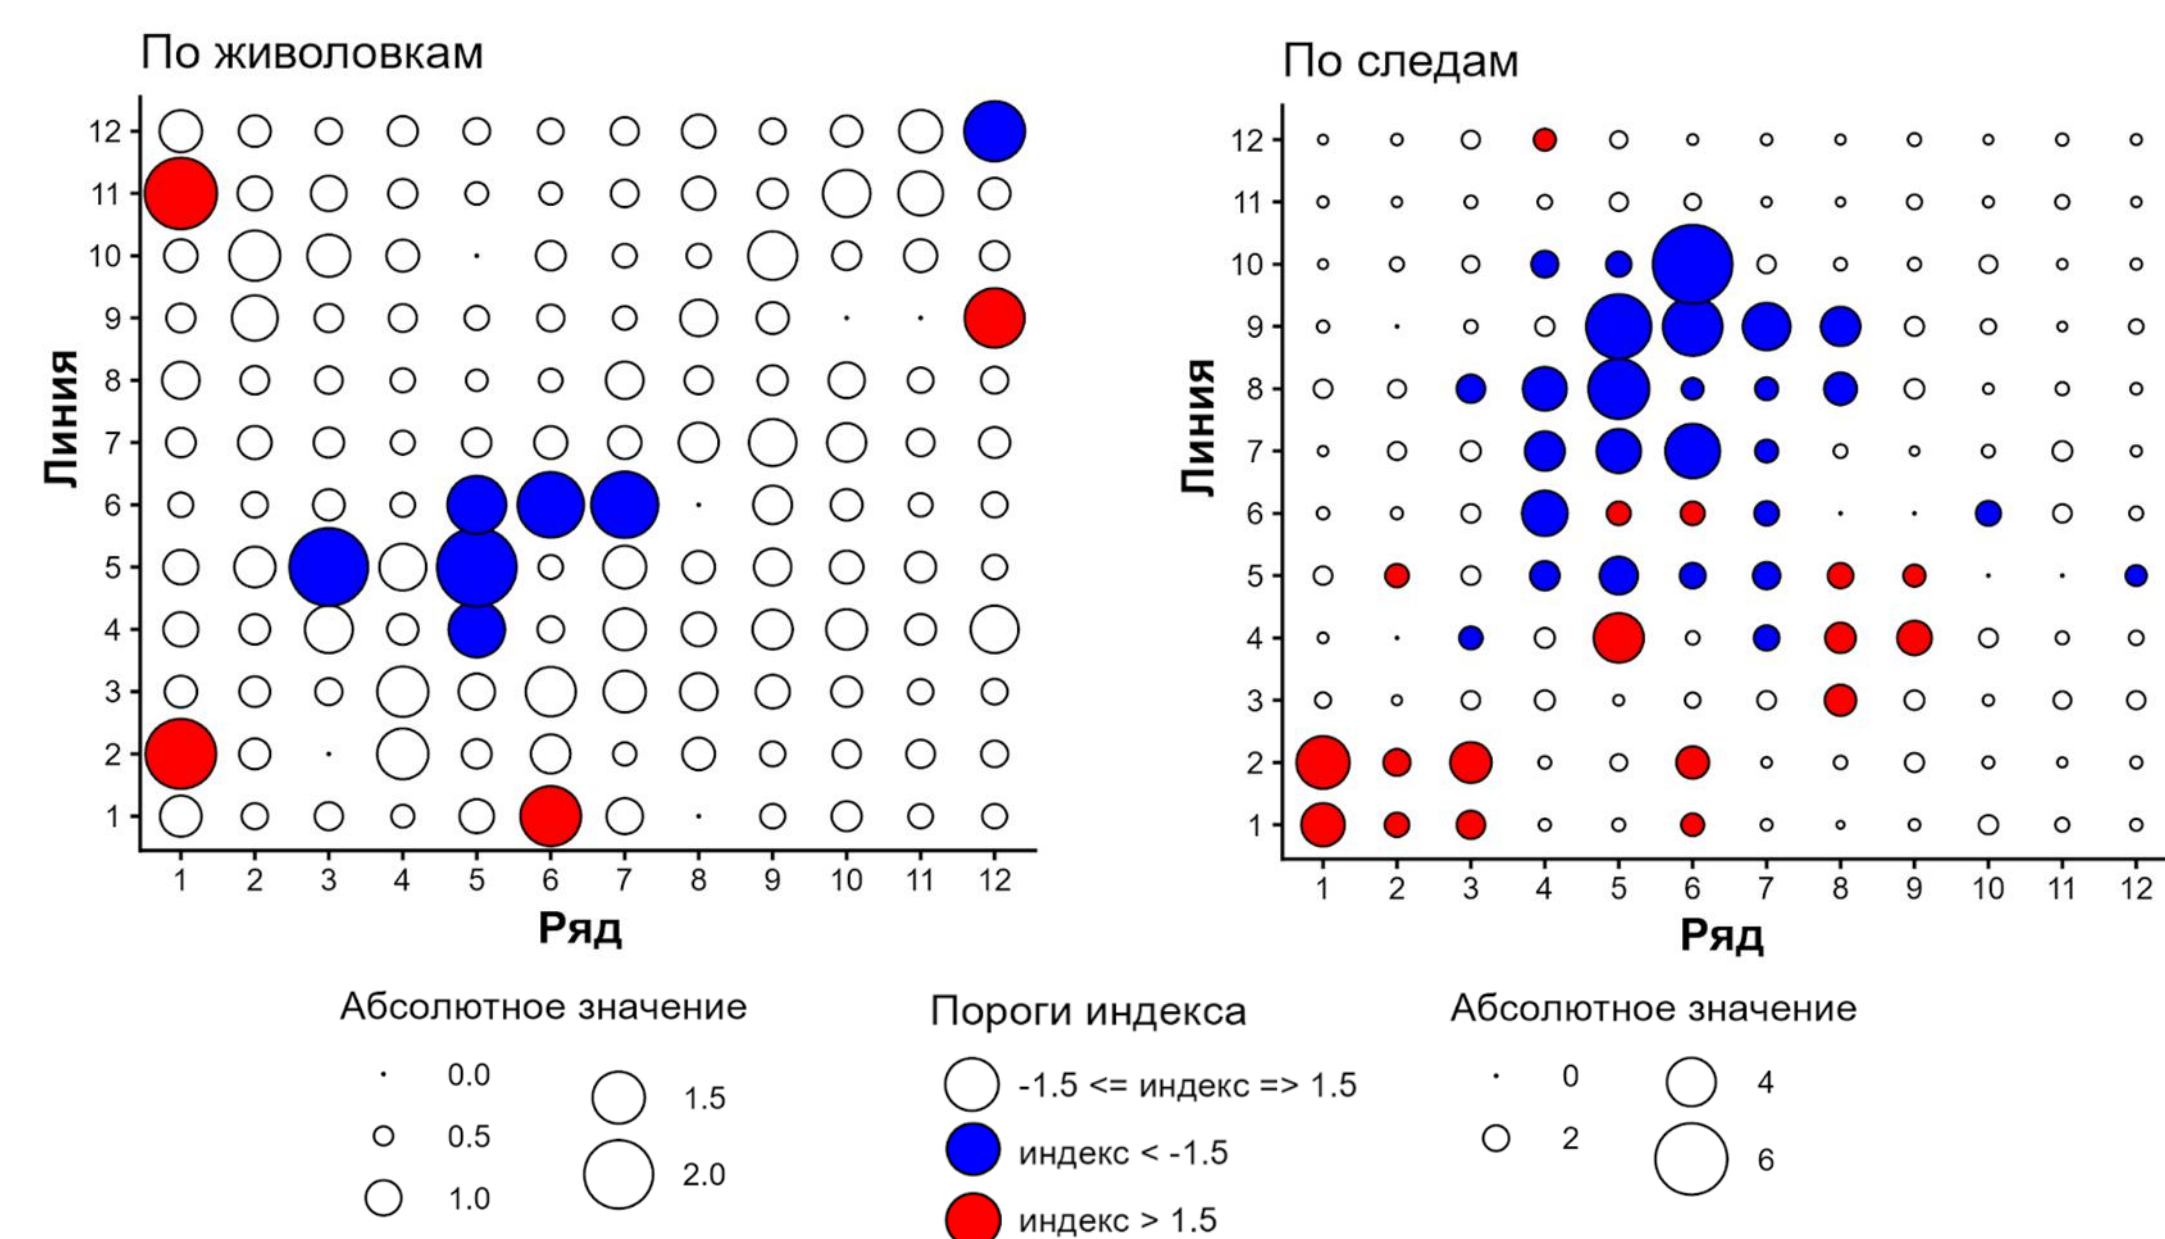 По живоловкам
12
11
10
9
8
7
6
5
4
3
2
1
Линия
1 2 3 4 5 6 7 8 9 10 11 12
Ряд
По следам
12
11
10
9
8
7
6
5
4
3
2
1
Линия
1 2 3 4 5 6 7 8 9 10 11 12
Ряд
Абсолютное значение
0.0
0.5
1.0
1.5
2.0
Пороги индекса
-1.5 <= индекс => 1.5
индекс < -1.5
индекс > 1.5
Абсолютное значение
0
2
4
6